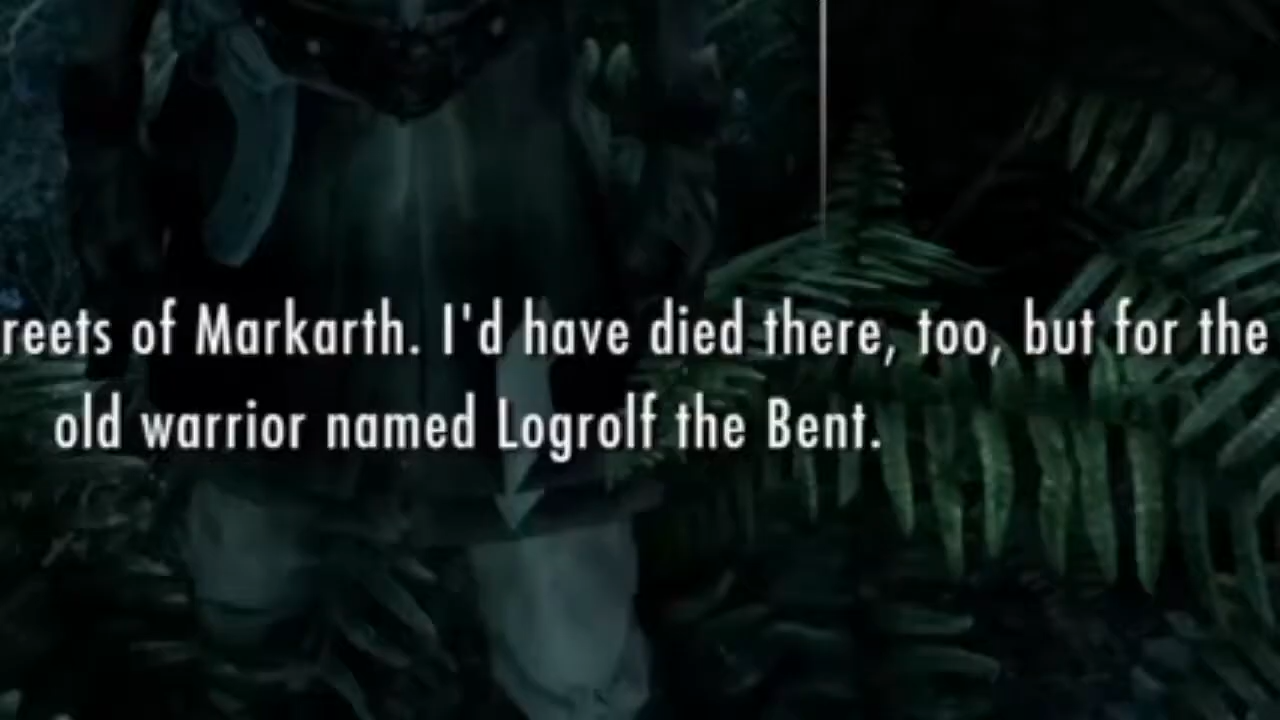 reets of Markarth. I'd have died there, too, but for the
old warrior named Logrolf the Bent.